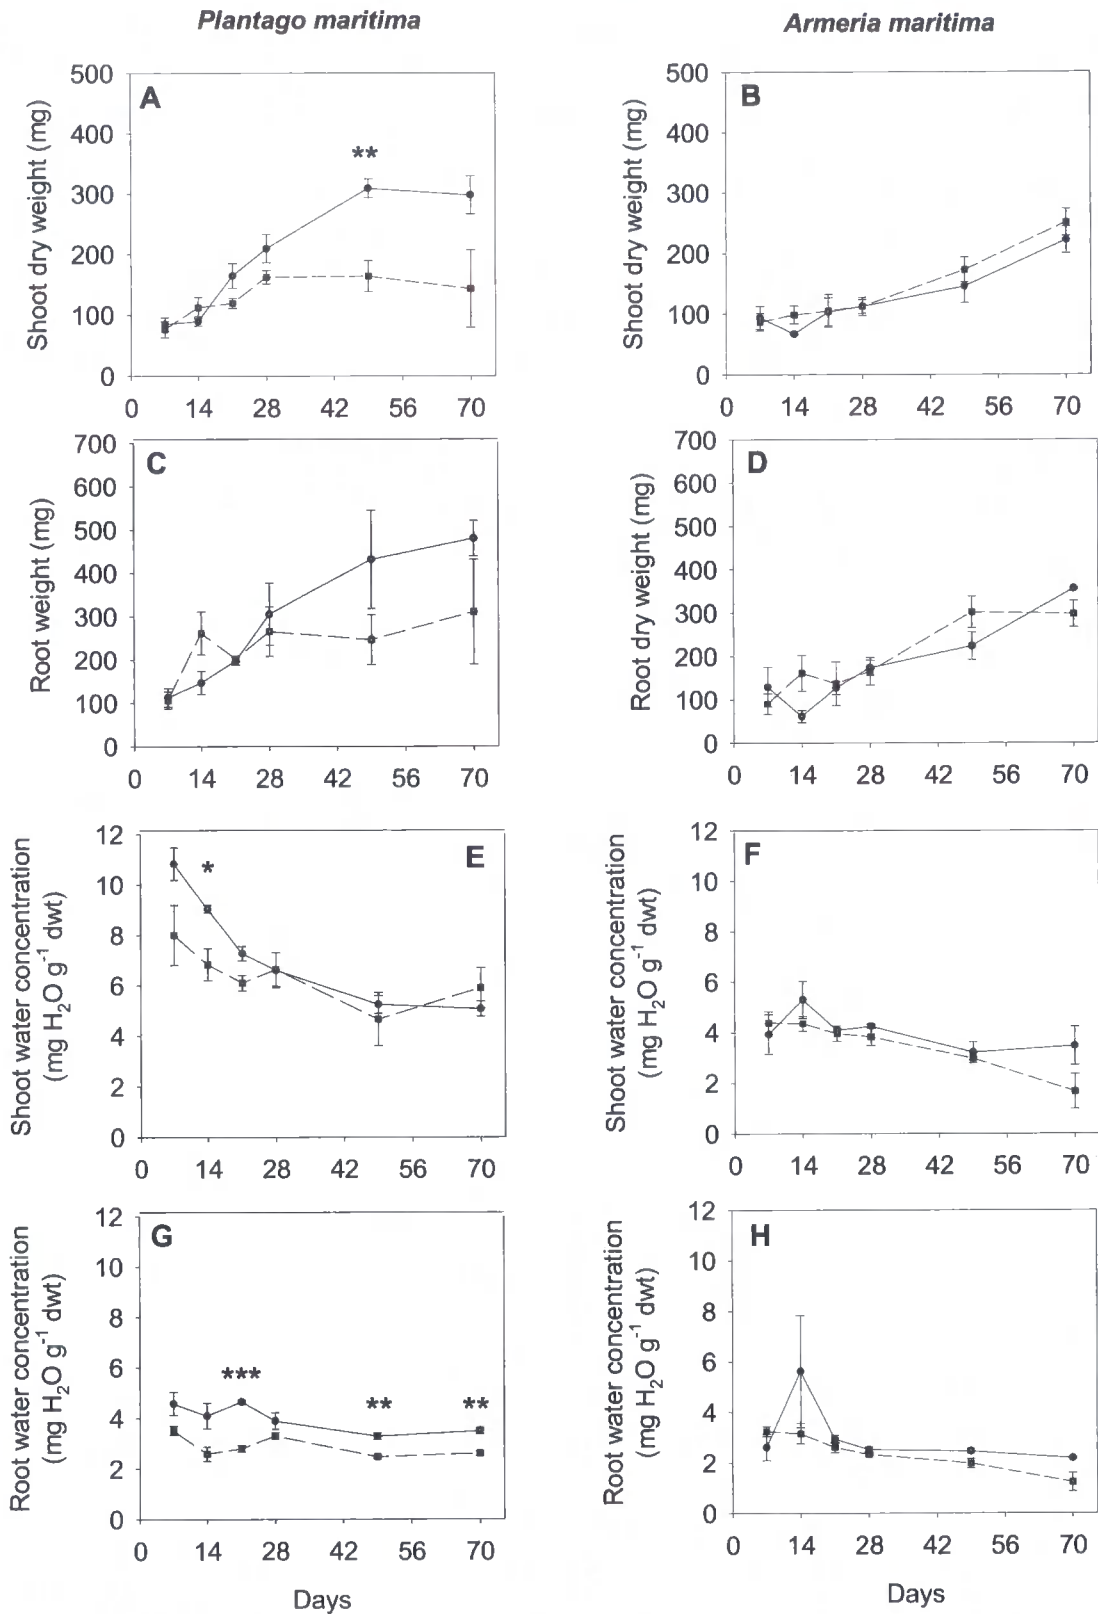 Plantago maritima
Armeria maritima
A
**
Shoot dry weight (mg)
500
400
300
200
100
0
0 14 28 42 56 70
B
Shoot dry weight (mg)
500
400
300
200
100
0
0 14 28 42 56 70
C
Root weight (mg)
700
600
500
400
300
200
100
0
0 14 28 42 56 70
D
Root dry weight (mg)
700
600
500
400
300
200
100
0
0 14 28 42 56 70
E
*
Shoot water concentration
(mg H₂O g⁻¹ dwt)
12
10
8
6
4
2
0
0 14 28 42 56 70
F
Shoot water concentration
(mg H₂O g⁻¹ dwt)
12
10
8
6
4
2
0
0 14 28 42 56 70
G
*** ** **
Root water concentration
(mg H₂O g⁻¹ dwt)
12
10
8
6
4
2
0
0 14 28 42 56 70
Days
H
Root water concentration
(mg H₂O g⁻¹ dwt)
12
10
8
6
4
2
0
0 14 28 42 56 70
Days